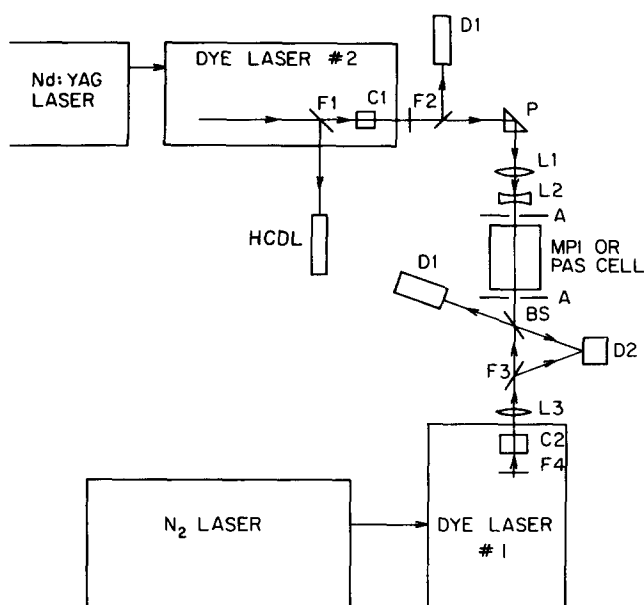 Nd:YAG
LASER
DYE LASER #2
F1
C1
F2
D1
P
L1
L2
A
HCDL
MPI OR
PAS CELL
D1
A
BS
D2
F3
L3
C2
F4
N₂ LASER
DYE LASER
#1